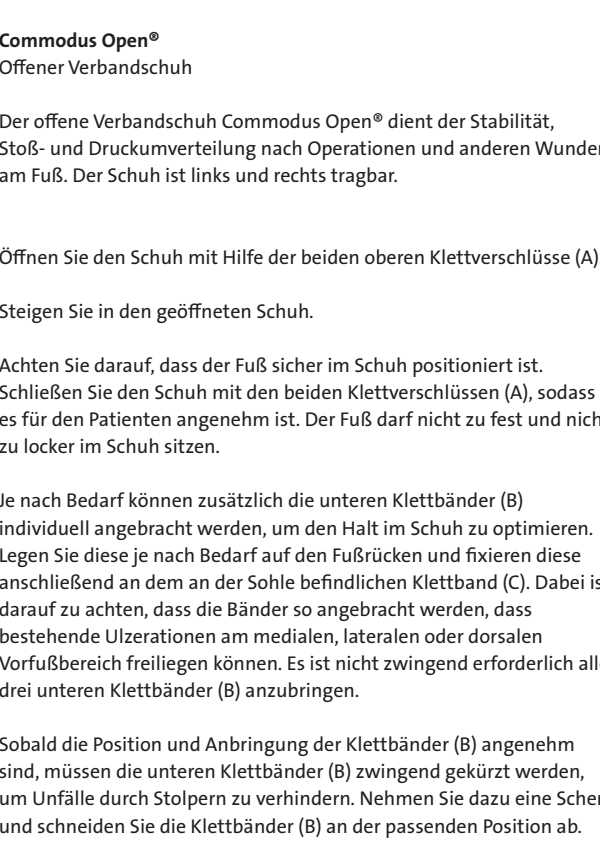 Commodus Open®
Offener Verbandschuh
Der offene Verbandschuh Commodus Open® dient der Stabilität,
Stoß- und Druckumverteilung nach Operationen und anderen Wunden
am Fuß. Der Schuh ist links und rechts tragbar.
Öffnen Sie den Schuh mit Hilfe der beiden oberen Klettverschlüsse (A)
Steigen Sie in den geöffneten Schuh.
Achten Sie darauf, dass der Fuß sicher im Schuh positioniert ist.
Schließen Sie den Schuh mit den beiden Klettverschlüssen (A), sodass
es für den Patienten angenehm ist. Der Fuß darf nicht zu fest und nich
zu locker im Schuh sitzen.
Je nach Bedarf können zusätzlich die unteren Klettbänder (B)
individuell angebracht werden, um den Halt im Schuh zu optimieren.
Legen Sie diese je nach Bedarf auf den Fußrücken und fixieren diese
anschließend an dem an der Sohle befindlichen Klettband (C). Dabei is
darauf zu achten, dass die Bänder so angebracht werden, dass
bestehende Ulzerationen am medialen, lateralen oder dorsalen
Vorfußbereich freiliegen können. Es ist nicht zwingend erforderlich all
drei unteren Klettbänder (B) anzubringen.
Sobald die Position und Anbringung der Klettbänder (B) angenehm
sind, müssen die unteren Klettbänder (B) zwingend gekürzt werden,
um Unfälle durch Stolpern zu verhindern. Nehmen Sie dazu eine Scher
und schneiden Sie die Klettbänder (B) an der passenden Position ab.